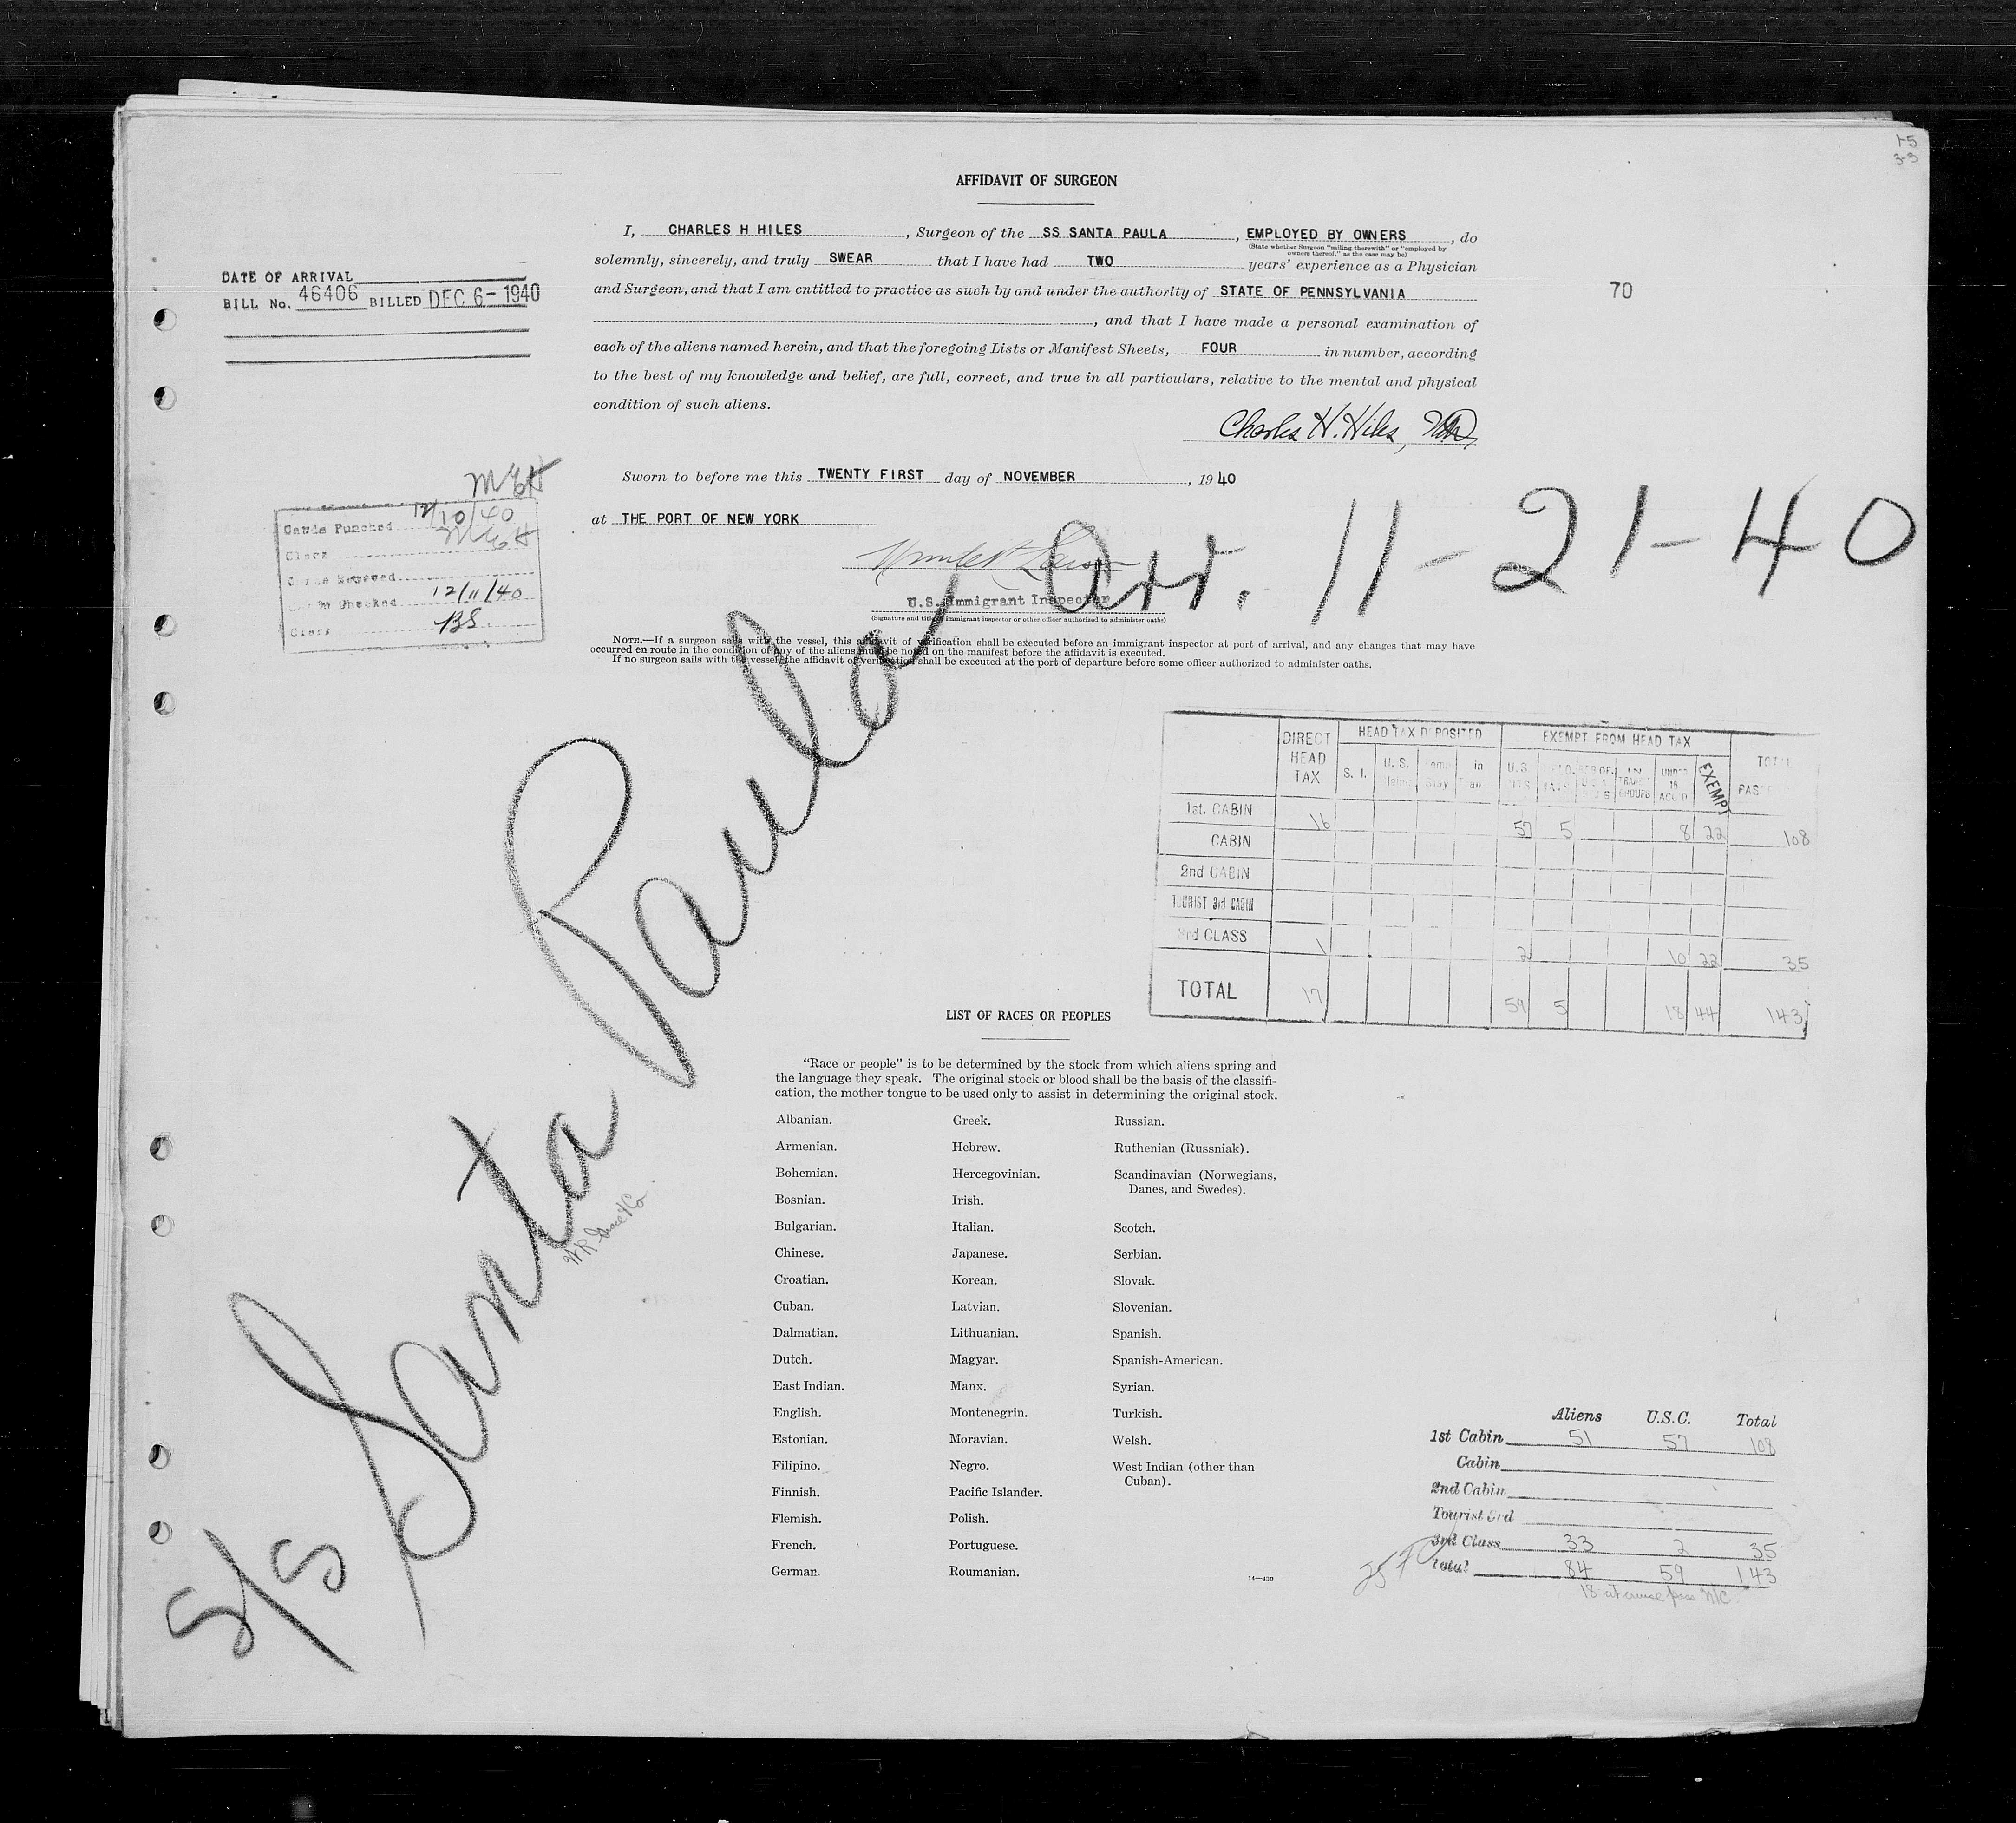 15
33
AFFIDAVIT OF SURGEON
I, CHARLES H HILES, Surgeon of the SS SANTA PAULA, EMPLOYED BY OWNERS, do
(State whether Surgeon "sailing therewith" or "employed by
owners thereof," as the case may be)
solemnly, sincerely, and truly SWEAR that I have had TWO years' experience as a Physician
and Surgeon, and that I am entitled to practice as such by and under the authority of STATE OF PENNSYLVANIA
, and that I have made a personal examination of
each of the aliens named herein, and that the foregoing Lists or Manifest Sheets, FOUR in number, according
to the best of my knowledge and belief, are full, correct, and true in all particulars, relative to the mental and physical
condition of such aliens.
Charles H. Hiles, MD,
DATE OF ARRIVAL
BILL No. 46406 BILLED DEC 6- 1940
70
Sworn to before me this TWENTY FIRST day of NOVEMBER, 1940
at THE PORT OF NEW YORK
U.S. Immigrant Inspector
(Signature and title of immigrant inspector or other officer authorized to administer oaths)
Arr. 11-21-40
MEH
Cards Punched 12/10/40
Clerk MEH
12/11/40
Clerk BS
NOTE.—If a surgeon sails with the vessel, this affidavit of verification shall be executed before an immigrant inspector at port of arrival, and any changes that may have
occurred en route in the condition of any of the aliens must be noted on the manifest before the affidavit is executed.
If no surgeon sails with the vessel, the affidavit of verification shall be executed at the port of departure before some officer authorized to administer oaths.
S/S Santa Paula
DIRECT HEAD TAX HEAD TAX DEPOSITED EXEMPT FROM HEAD TAX TOTAL
S. I. U. S. U.S. TRANSIT GROUPS UNDER 16 ACC'D EXEMPT
1st. CABIN 16 57 5 8 22 108
CABIN
2nd CABIN
TOURIST 3rd CABIN
3rd CLASS 1 2 10 22 35
TOTAL 17 59 5 18 44 143
LIST OF RACES OR PEOPLES
"Race or people" is to be determined by the stock from which aliens spring and
the language they speak. The original stock or blood shall be the basis of the classifi-
cation, the mother tongue to be used only to assist in determining the original stock.
Albanian.
Armenian.
Bohemian.
Bosnian.
Bulgarian.
Chinese.
Croatian.
Cuban.
Dalmatian.
Dutch.
East Indian.
English.
Estonian.
Filipino.
Finnish.
Flemish.
French.
German.
Greek.
Hebrew.
Hercegovinian.
Irish.
Italian.
Japanese.
Korean.
Latvian.
Lithuanian.
Magyar.
Manx.
Montenegrin.
Moravian.
Negro.
Pacific Islander.
Polish.
Portuguese.
Roumanian.
Russian.
Ruthenian (Russniak).
Scandinavian (Norwegians,
Danes, and Swedes).
Scotch.
Serbian.
Slovak.
Slovenian.
Spanish.
Spanish-American.
Syrian.
Turkish.
Welsh.
West Indian (other than
Cuban).
14—430
Aliens U.S.C. Total
1st Cabin 51 57 108
Cabin
2nd Cabin
Tourist 3rd
3rd Class 33 2 35
Total 84 59 143